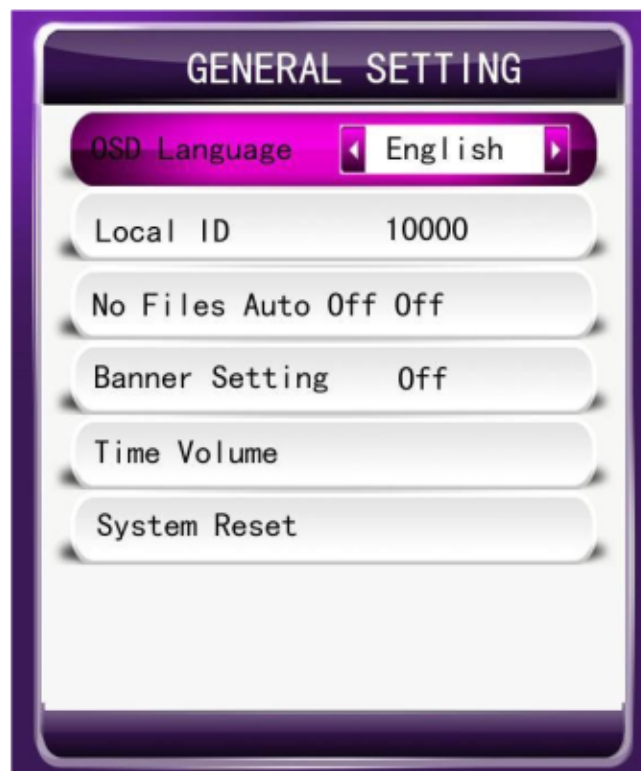 GENERAL SETTING
OSD Language English
Local ID 10000
No Files Auto Off Off
Banner Setting Off
Time Volume
System Reset